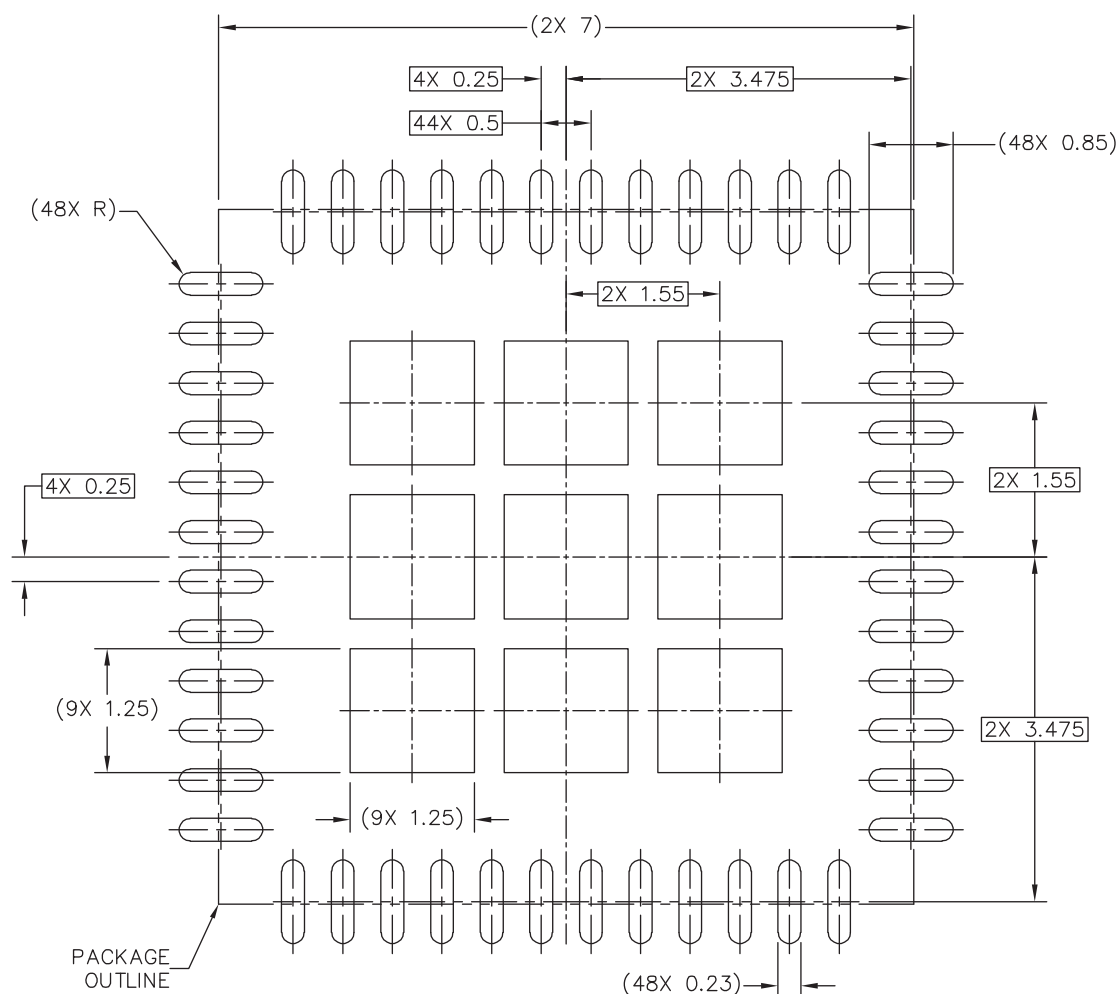 (2X 7)
4X 0.25
2X 3.475
44X 0.5
(48X 0.85)
(48X R)
2X 1.55
2X 1.55
4X 0.25
(9X 1.25)
2X 3.475
(9X 1.25)
PACKAGE
OUTLINE
(48X 0.23)